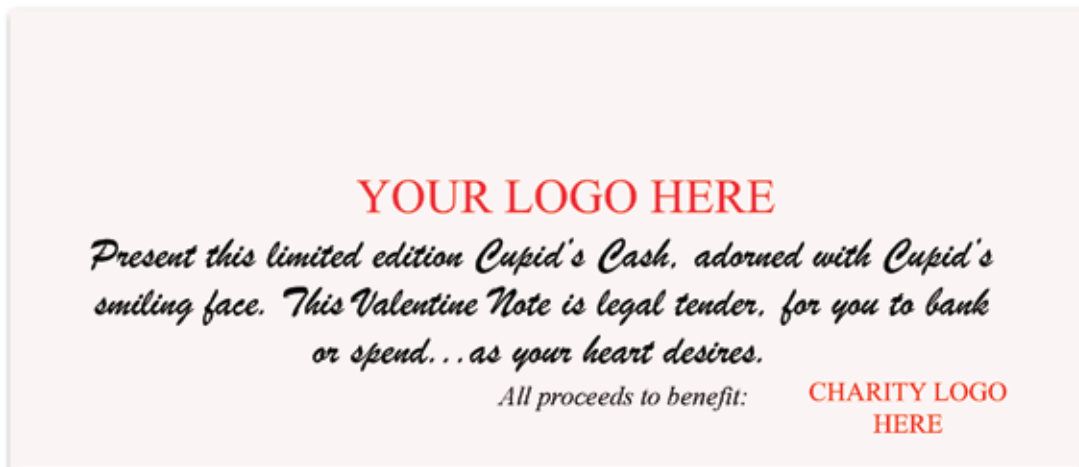 YOUR LOGO HERE
Present this limited edition Cupid's Cash, adorned with Cupid's
smiling face. This Valentine Note is legal tender, for you to bank
or spend...as your heart desires.
All proceeds to benefit:
CHARITY LOGO
HERE